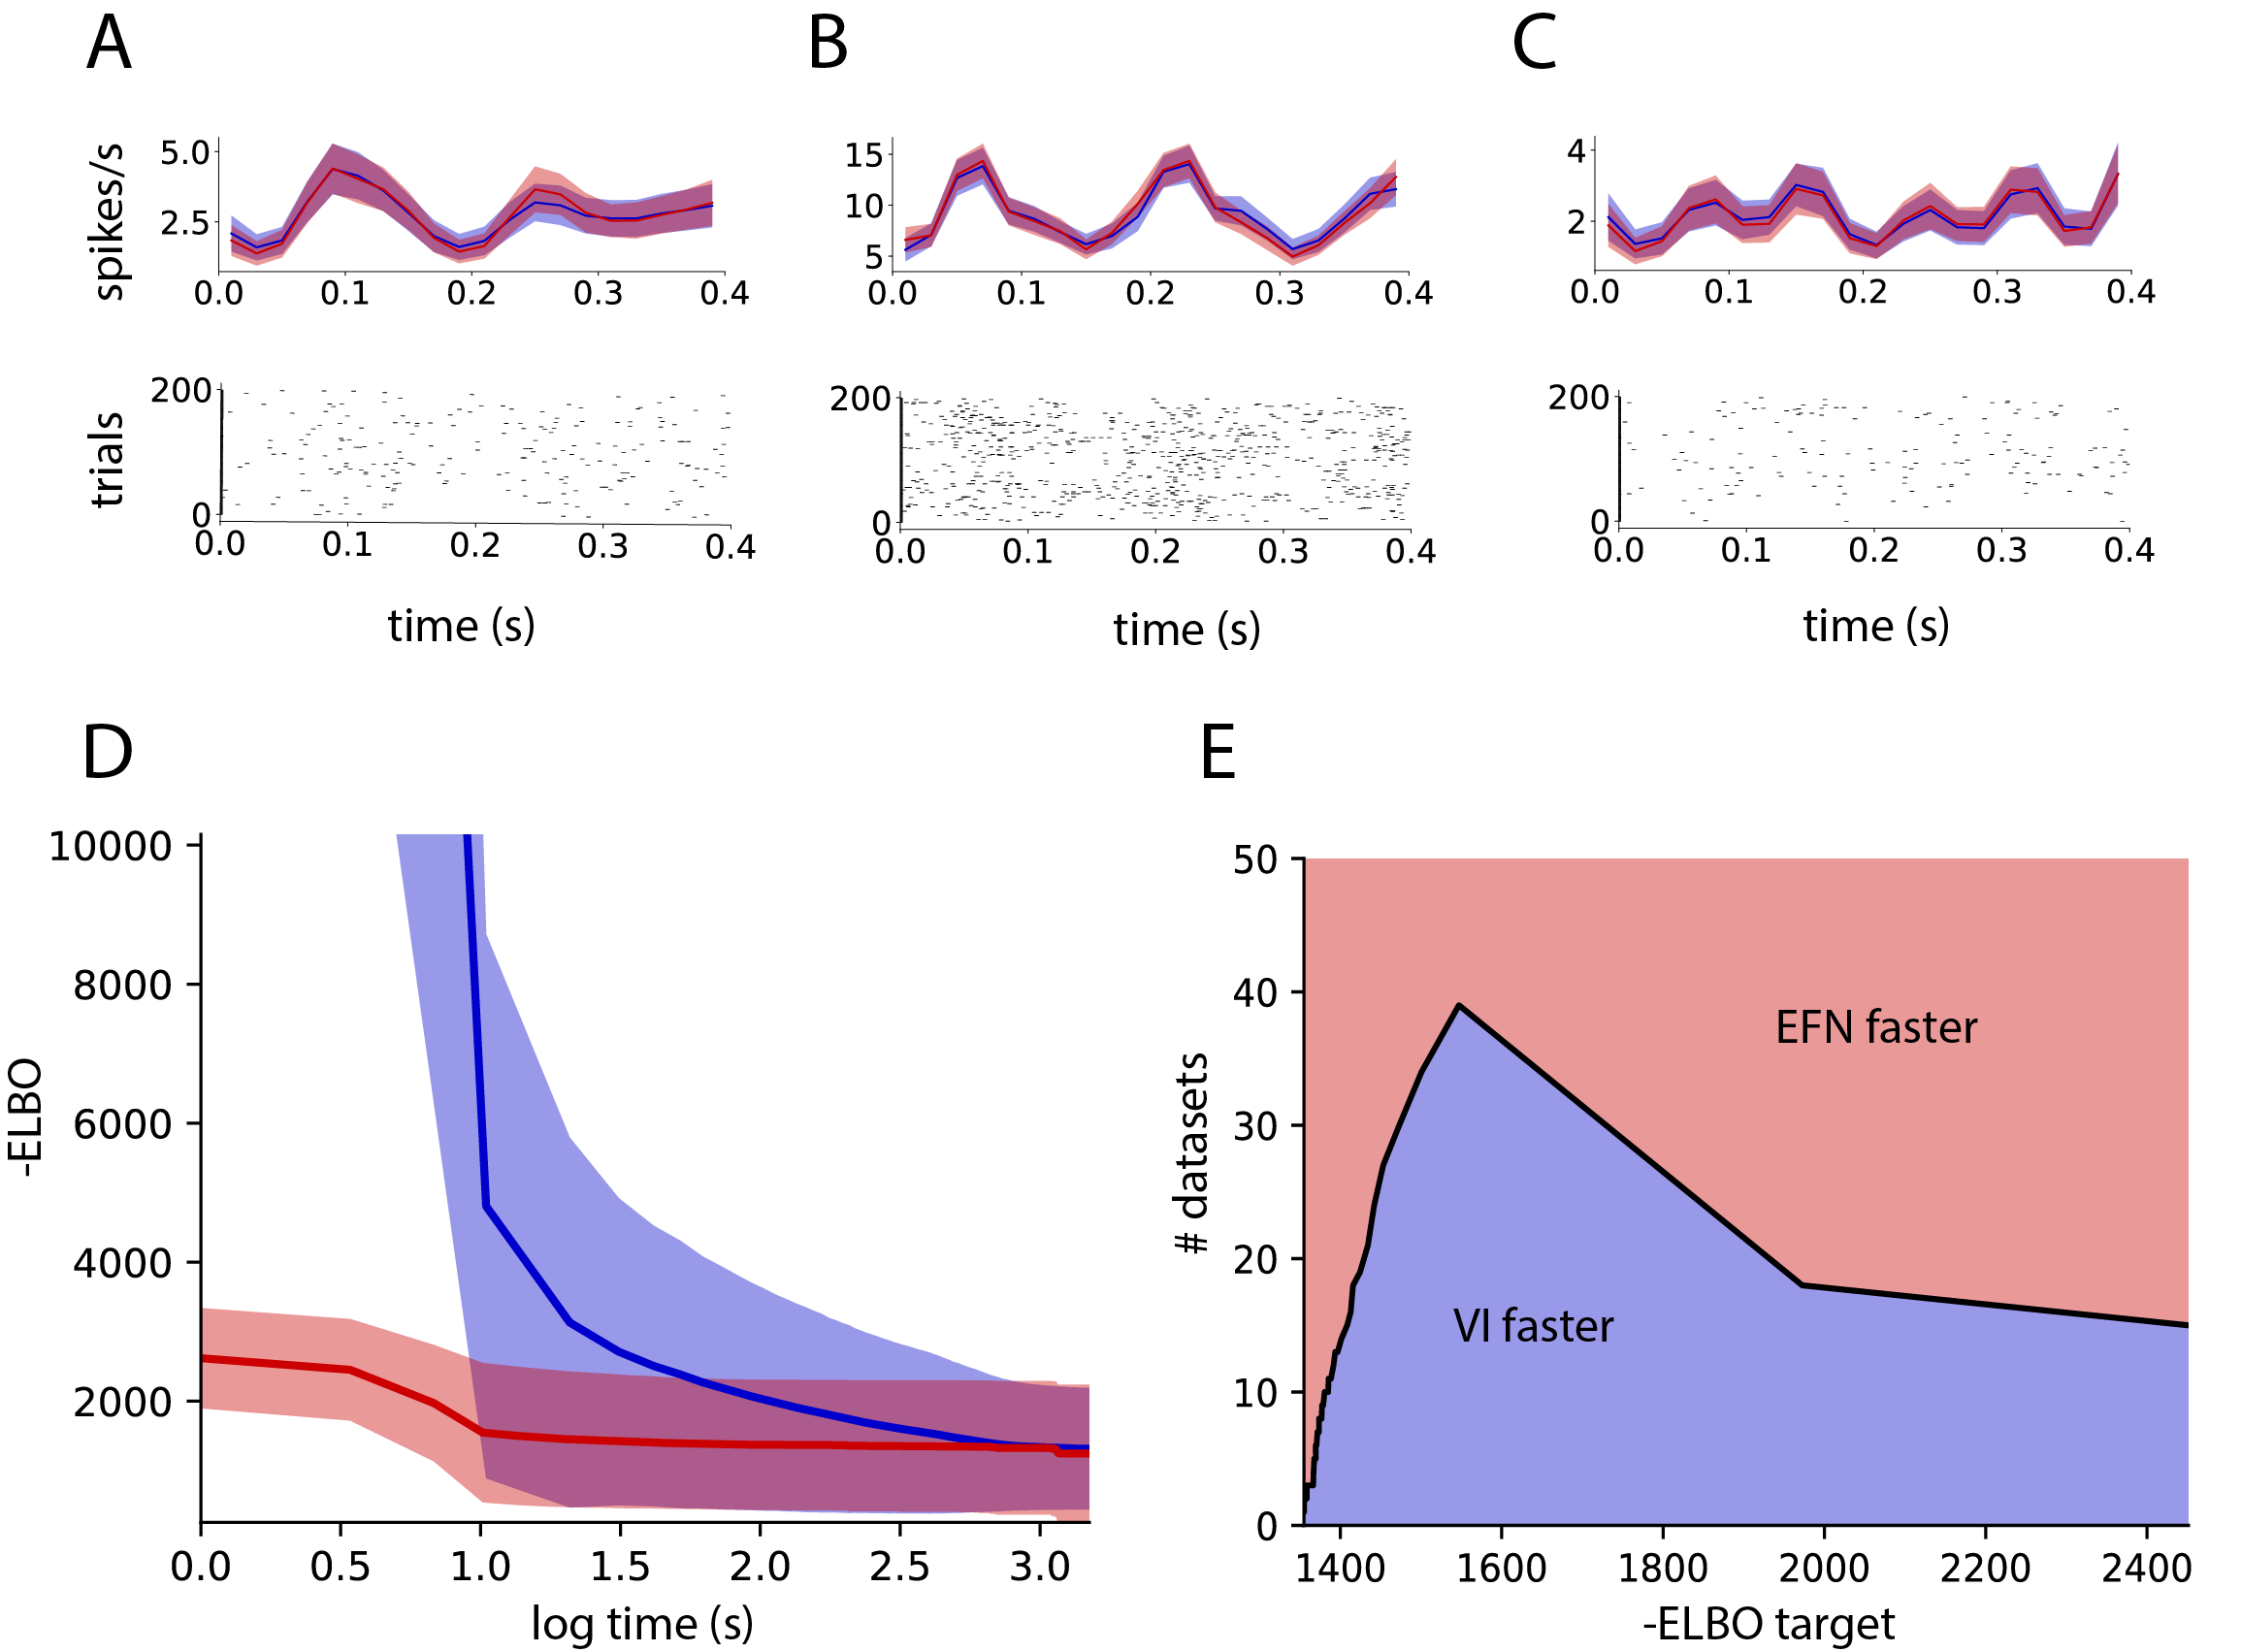 A
B
C
spikes/s
5.0
2.5
0.0 0.1 0.2 0.3 0.4
15
10
5
0.0 0.1 0.2 0.3 0.4
4
2
0.0 0.1 0.2 0.3 0.4
trials
200
0
0.0 0.1 0.2 0.3 0.4
time (s)
200
0
0.0 0.1 0.2 0.3 0.4
time (s)
200
0
0.0 0.1 0.2 0.3 0.4
time (s)
D
-ELBO
10000
8000
6000
4000
2000
0.0 0.5 1.0 1.5 2.0 2.5 3.0
log time (s)
E
# datasets
50
40
30
20
10
0
EFN faster
VI faster
1400 1600 1800 2000 2200 2400
-ELBO target